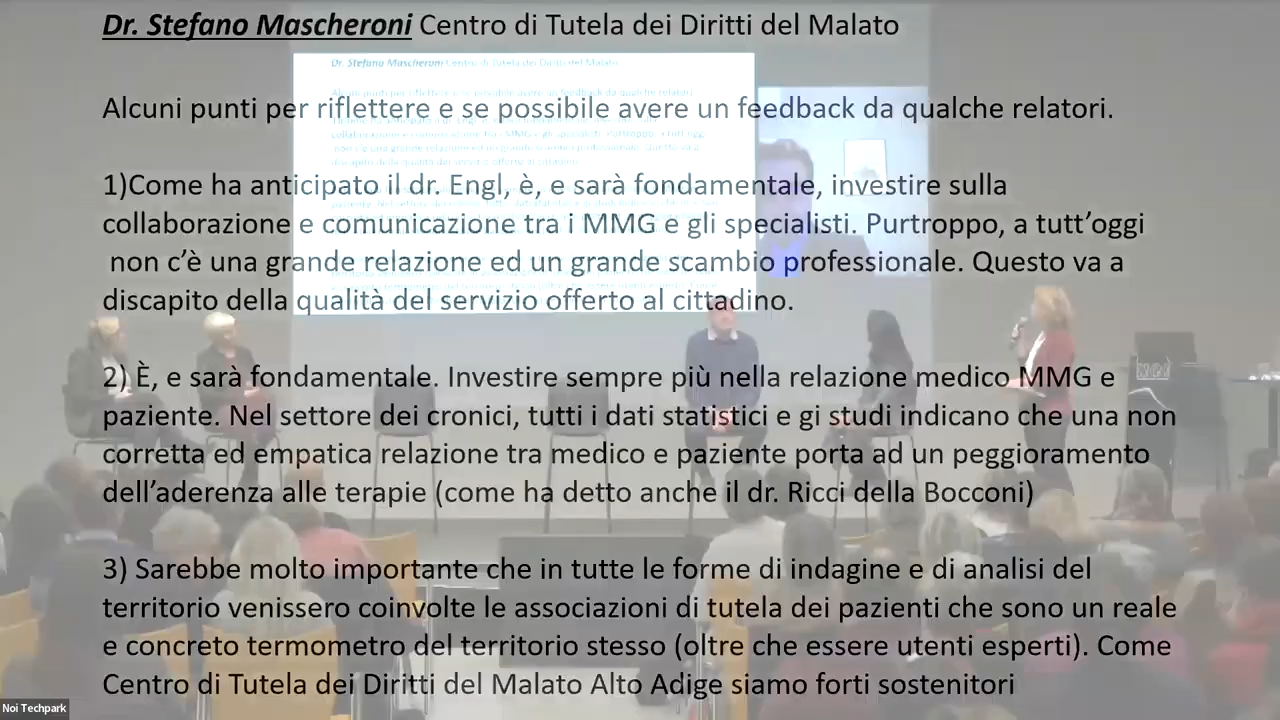 Dr. Stefano Mascheroni Centro di Tutela dei Diritti del Malato
Alcuni punti per riflettere e se possibile avere un feedback da qualche relatori.
1)Come ha anticipato il dr. Engl, è, e sarà fondamentale, investire sulla
collaborazione e comunicazione tra i MMG e gli specialisti. Purtroppo, a tutt’oggi
non c’è una grande relazione ed un grande scambio professionale. Questo va a
discapito della qualità del servizio offerto al cittadino.
2) È, e sarà fondamentale. Investire sempre più nella relazione medico MMG e
paziente. Nel settore dei cronici, tutti i dati statistici e gi studi indicano che una non
corretta ed empatica relazione tra medico e paziente porta ad un peggioramento
dell’aderenza alle terapie (come ha detto anche il dr. Ricci della Bocconi)
3) Sarebbe molto importante che in tutte le forme di indagine e di analisi del
territorio venissero coinvolte le associazioni di tutela dei pazienti che sono un reale
e concreto termometro del territorio stesso (oltre che essere utenti esperti). Come
Centro di Tutela dei Diritti del Malato Alto Adige siamo forti sostenitori
Noi Techpark